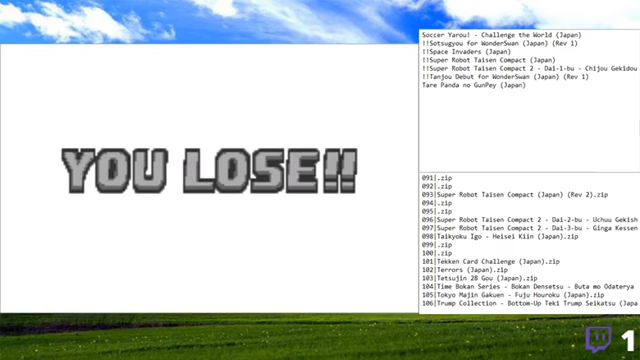 YOU LOSE!!
Soccer Yarou! - Challenge the World (Japan)
!!Sotsugyou for WonderSwan (Japan) (Rev 1)
!!Space Invaders (Japan)
!!Super Robot Taisen Compact (Japan)
!!Super Robot Taisen Compact 2 - Dai-1-bu - Chijou Gekidou
!!Tanjou Debut for WonderSwan (Japan) (Rev 1)
Tare Panda no GunPey (Japan)
091|.zip
092|.zip
093|Super Robot Taisen Compact (Japan) (Rev 2).zip
094|.zip
095|.zip
096|Super Robot Taisen Compact 2 - Dai-2-bu - Uchuu Gekish
097|Super Robot Taisen Compact 2 - Dai-3-bu - Ginga Kessen
098|Taikyoku Igo - Heisei Kiin (Japan).zip
099|.zip
100|.zip
101|Tekken Card Challenge (Japan).zip
102|Terrors (Japan).zip
103|Tetsujin 28 Gou (Japan).zip
104|Time Bokan Series - Bokan Densetsu - Buta mo Odaterya
105|Tokyo Majin Gakuen - Fuju Houroku (Japan).zip
106|Trump Collection - Bottom-Up Teki Trump Seikatsu (Japa
1